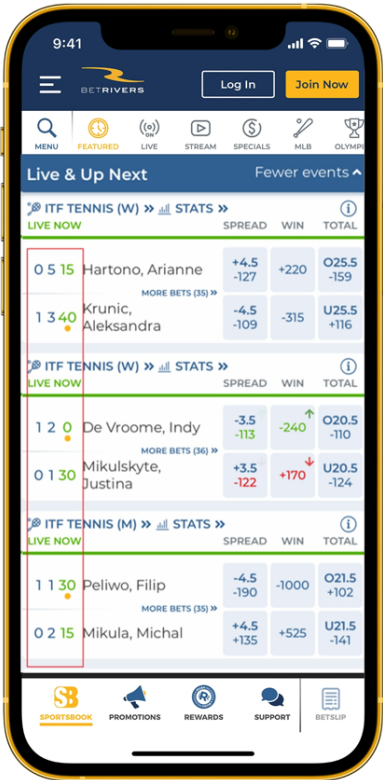 9:41
BETRIVERS Log In Join Now
MENU FEATURED LIVE STREAM SPECIALS MLB OLYMPI
Live & Up Next Fewer events
ITF TENNIS (W) » STATS »
LIVE NOW SPREAD WIN TOTAL
0 5 15 Hartono, Arianne +4.5 -127 +220 O25.5 -159
MORE BETS (35) »
1 3 40 Krunic, Aleksandra -4.5 -109 -315 U25.5 +116
ITF TENNIS (W) » STATS »
LIVE NOW SPREAD WIN TOTAL
1 2 0 De Vroome, Indy -3.5 -113 -240 O20.5 -110
MORE BETS (36) »
0 1 30 Mikulskyte, Justina +3.5 -122 +170 U20.5 -124
ITF TENNIS (M) » STATS »
LIVE NOW SPREAD WIN TOTAL
1 1 30 Peliwo, Filip -4.5 -190 -1000 O21.5 +102
MORE BETS (35) »
0 2 15 Mikula, Michal +4.5 +135 +525 U21.5 -141
SB R
SPORTSBOOK PROMOTIONS REWARDS SUPPORT BETSLIP